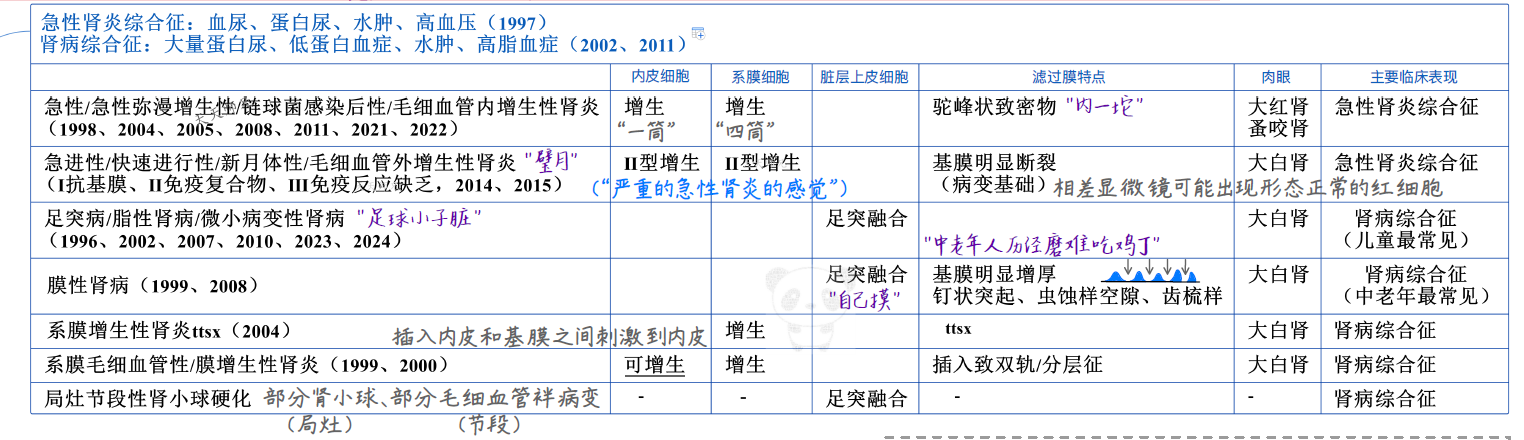 急性肾炎综合征：血尿、蛋白尿、水肿、高血压（1997）
肾病综合征：大量蛋白尿、低蛋白血症、水肿、高脂血症（2002、2011）
内皮细胞 系膜细胞 脏层上皮细胞 滤过膜特点 肉眼 主要临床表现
急性/急性弥漫增生性/链球菌感染后性/毛细血管内增生性肾炎 增生 增生 驼峰状致密物 "内一坨" 大红肾 急性肾炎综合征
（1998、2004、2005、2008、2011、2021、2022） "一筒" "四筒" 蚤咬肾
急进性/快速进行性/新月体性/毛细血管外增生性肾炎 "壁月" II型增生 II型增生 基膜明显断裂 大白肾 急性肾炎综合征
（I抗基膜、II免疫复合物、III免疫反应缺乏，2014、2015） （"严重的急性肾炎的感觉"） （病变基础） 相差显微镜可能出现形态正常的红细胞
足突病/脂性肾病/微小病变性肾病 "足球小子脏" 足突融合 大白肾 肾病综合征
（1996、2002、2007、2010、2023、2024） "中老年人历经磨难吃鸡丁" （儿童最常见）
膜性肾病（1999、2008） 足突融合 基膜明显增厚 大白肾 肾病综合征
"自己摸" 钉状突起、虫蚀样空隙、齿梳样 （中老年最常见）
系膜增生性肾炎ttsx（2004） 插入内皮和基膜之间刺激到内皮 增生 ttsx 大白肾 肾病综合征
系膜毛细血管性/膜增生性肾炎（1999、2000） 可增生 增生 插入致双轨/分层征 大白肾 肾病综合征
局灶节段性肾小球硬化 部分肾小球、部分毛细血管袢病变 - - 足突融合 - - 肾病综合征
（局灶） （节段）